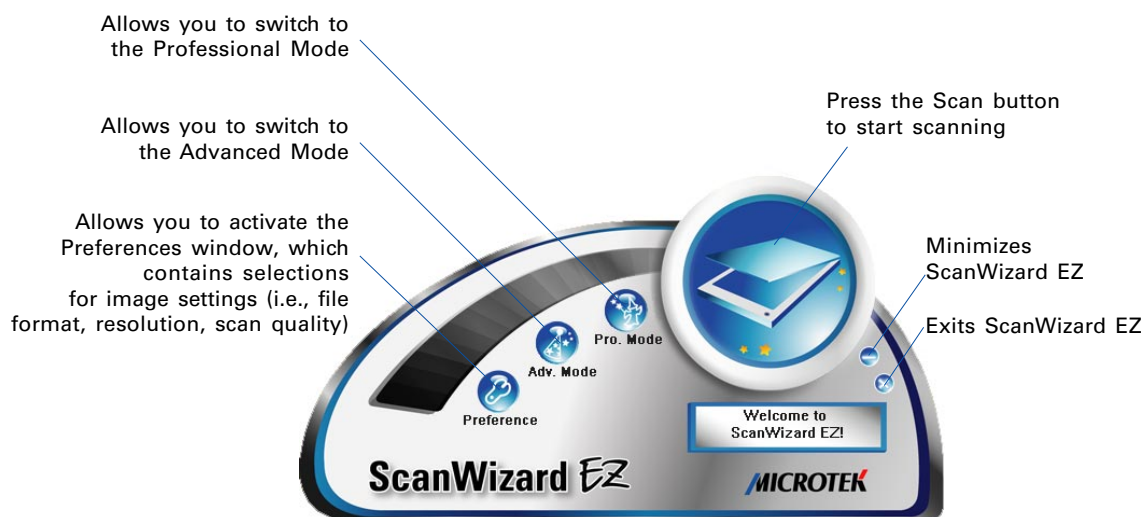 Allows you to switch to
the Professional Mode
Allows you to switch to
the Advanced Mode
Allows you to activate the
Preferences window, which
contains selections
for image settings (i.e., file
format, resolution, scan quality)
Press the Scan button
to start scanning
Minimizes
ScanWizard EZ
Exits ScanWizard EZ
Pro. Mode
Adv. Mode
Preference
Welcome to
ScanWizard EZ!
ScanWizard EZ
MICROTEK